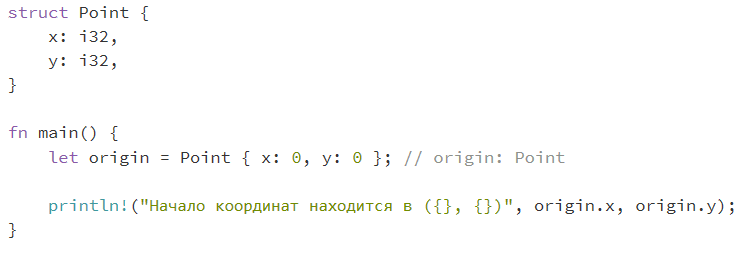 struct Point {
    x: i32,
    y: i32,
}

fn main() {
    let origin = Point { x: 0, y: 0 }; // origin: Point

    println!("Начало координат находится в ({}, {})", origin.x, origin.y);
}